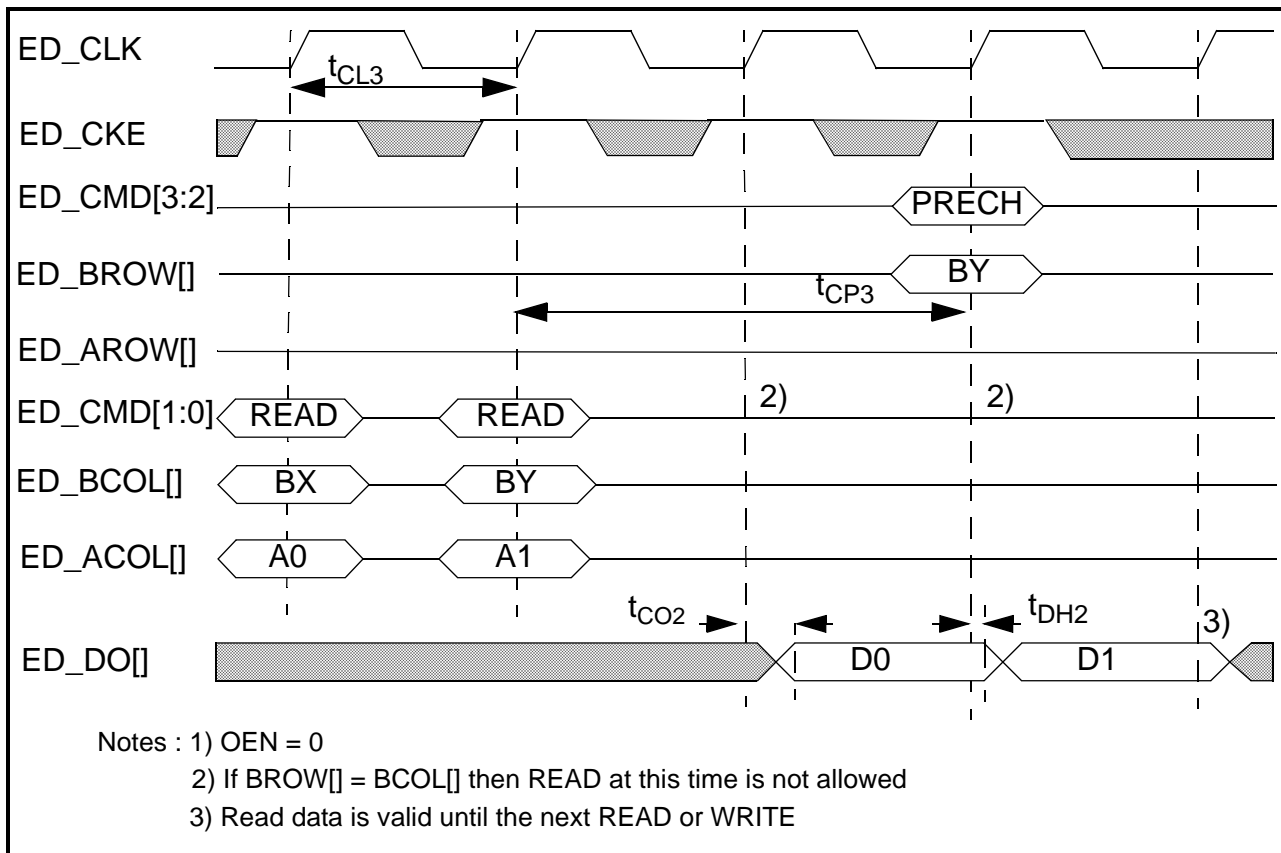 ED_CLK
tCL3
ED_CKE
ED_CMD[3:2]
PRECH
ED_BROW[]
BY
tCP3
ED_AROW[]
ED_CMD[1:0]
READ
READ
2)
2)
ED_BCOL[]
BX
BY
ED_ACOL[]
A0
A1
tCO2
tDH2
ED_DO[]
D0
D1
3)
Notes : 1) OEN = 0
2) If BROW[] = BCOL[] then READ at this time is not allowed
3) Read data is valid until the next READ or WRITE